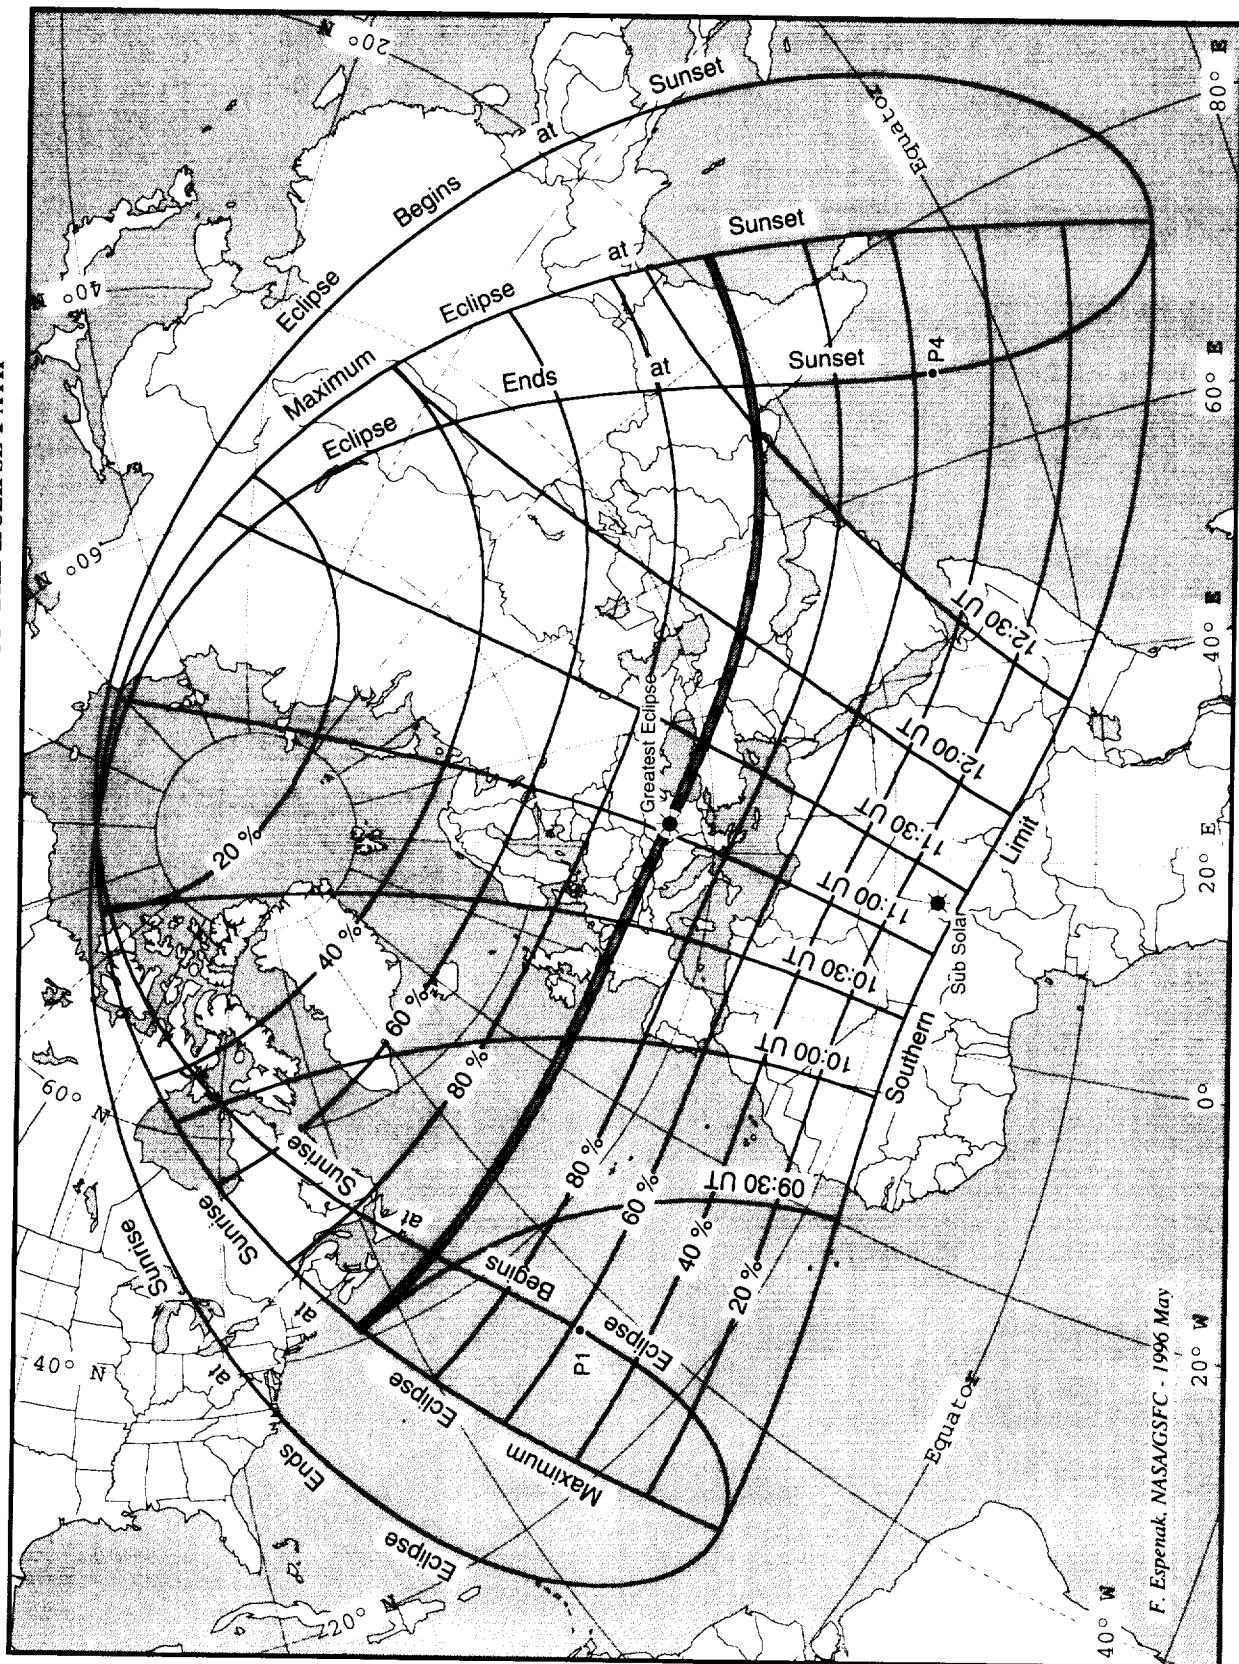 Eclipse Begins at Sunset
Maximum Eclipse at Sunset
Eclipse Ends at Sunset
Eclipse Ends at Sunrise
Maximum Eclipse at Sunrise
Eclipse Begins at Sunrise
Greatest Eclipse
Sub Solar
Southern Limit
P1
P4
20 %
40 %
60 %
80 %
80 %
60 %
40 %
20 %
09:30 UT
10:00 UT
10:30 UT
11:00 UT
11:30 UT
12:00 UT
12:30 UT
Equator
Equator
20° N
40° N
60° N
60° N
40° N
20° N
40° W
20° W
0°
20° E
40° E
60° E
80° E
F. Espenak, NASA/GSFC - 1996 May